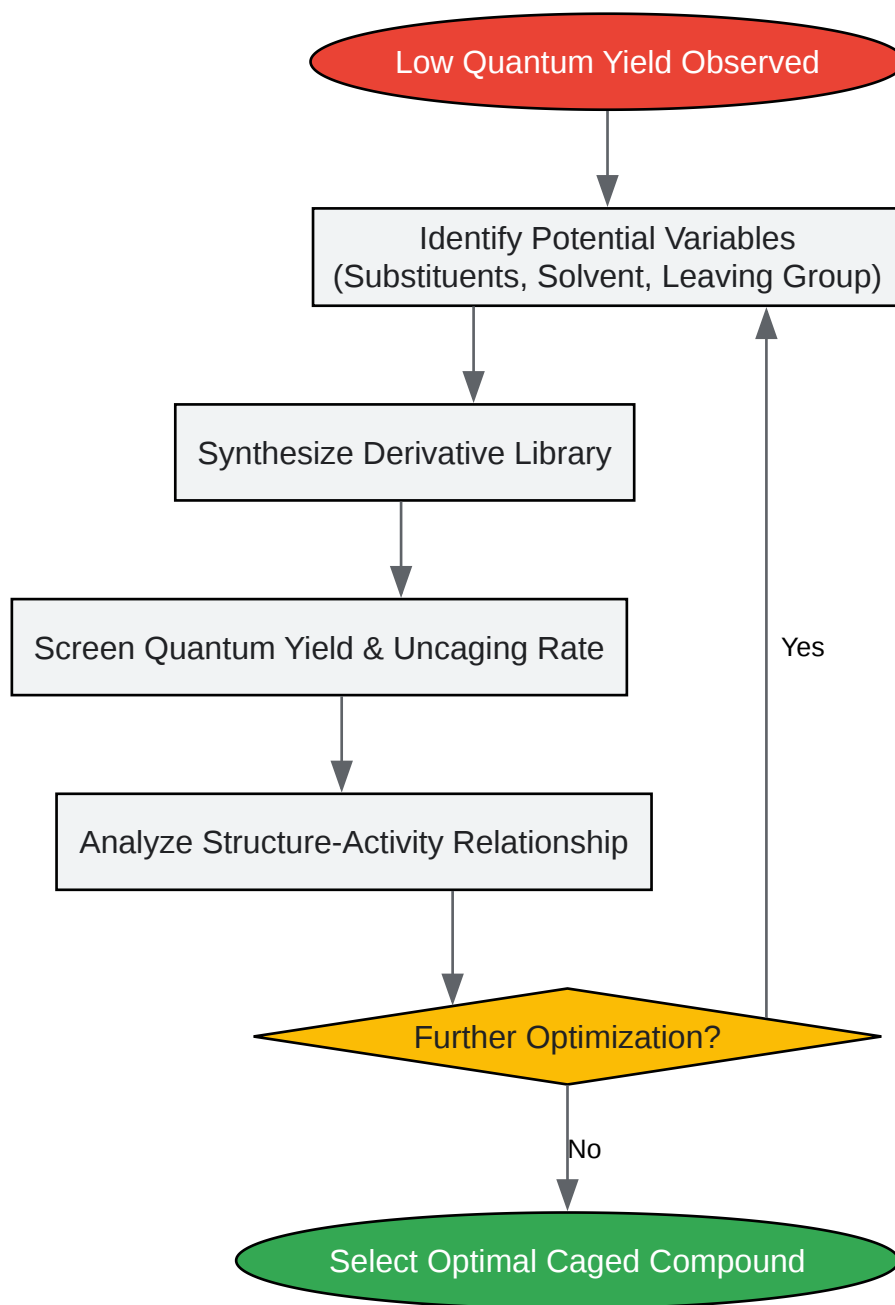 Low Quantum Yield Observed
Identify Potential Variables
(Substituents, Solvent, Leaving Group)
Synthesize Derivative Library
Screen Quantum Yield & Uncaging Rate
Yes
Analyze Structure-Activity Relationship
Further Optimization?
No
Select Optimal Caged Compound